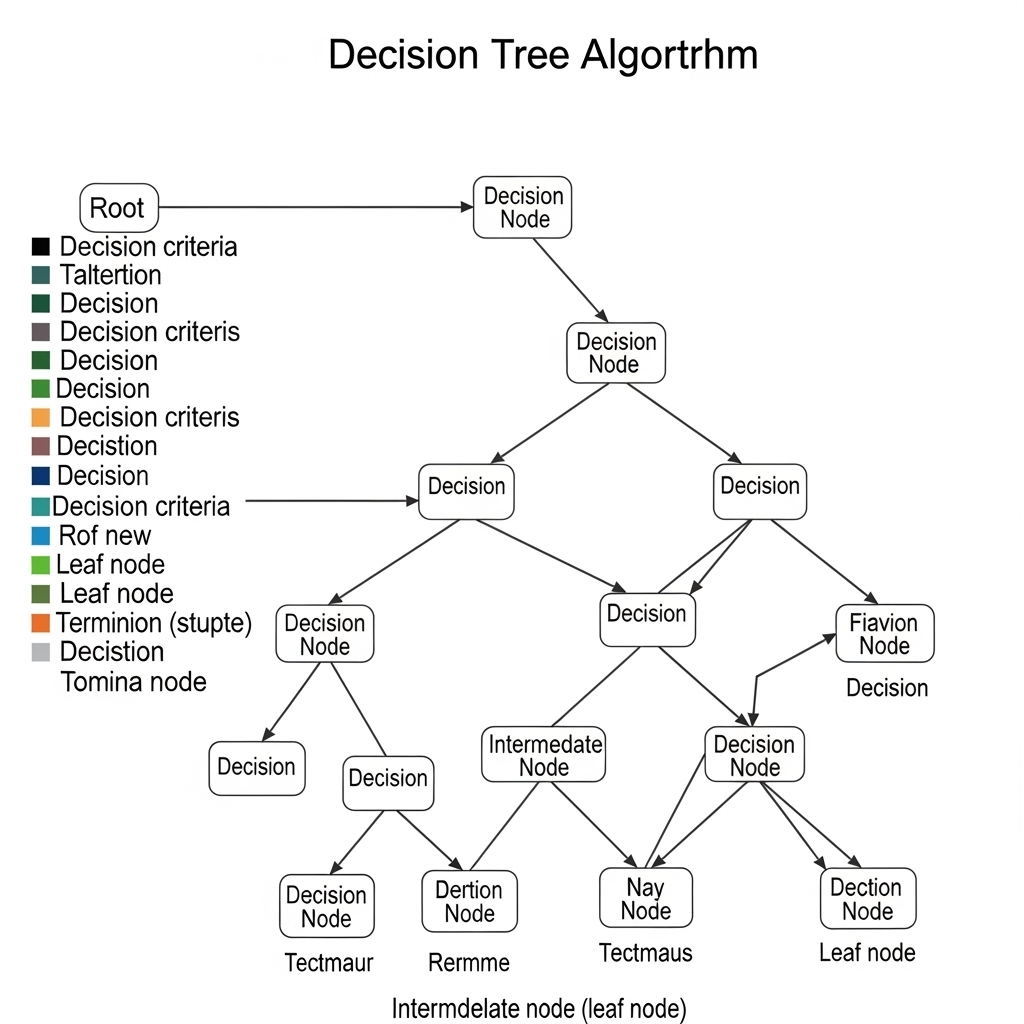 Decision Tree Algortrhm
Root
Decision
Node
Decision criteria
Taltertion
Decision
Decision criteris
Decision
Decision
Decision criteris
Decistion
Decision
Decision criteria
Rof new
Leaf node
Leaf node
Terminion (stupte)
Decistion
Tomina node
Decision
Node
Decision
Decision
Decision
Node
Decision
Fiavion
Node
Decision
Decision
Decision
Intermedate
Node
Decision
Node
Decision
Node
Dertion
Node
Nay
Node
Dection
Node
Tectmaur
Rermme
Tectmaus
Leaf node
Intermdelate node (leaf node)